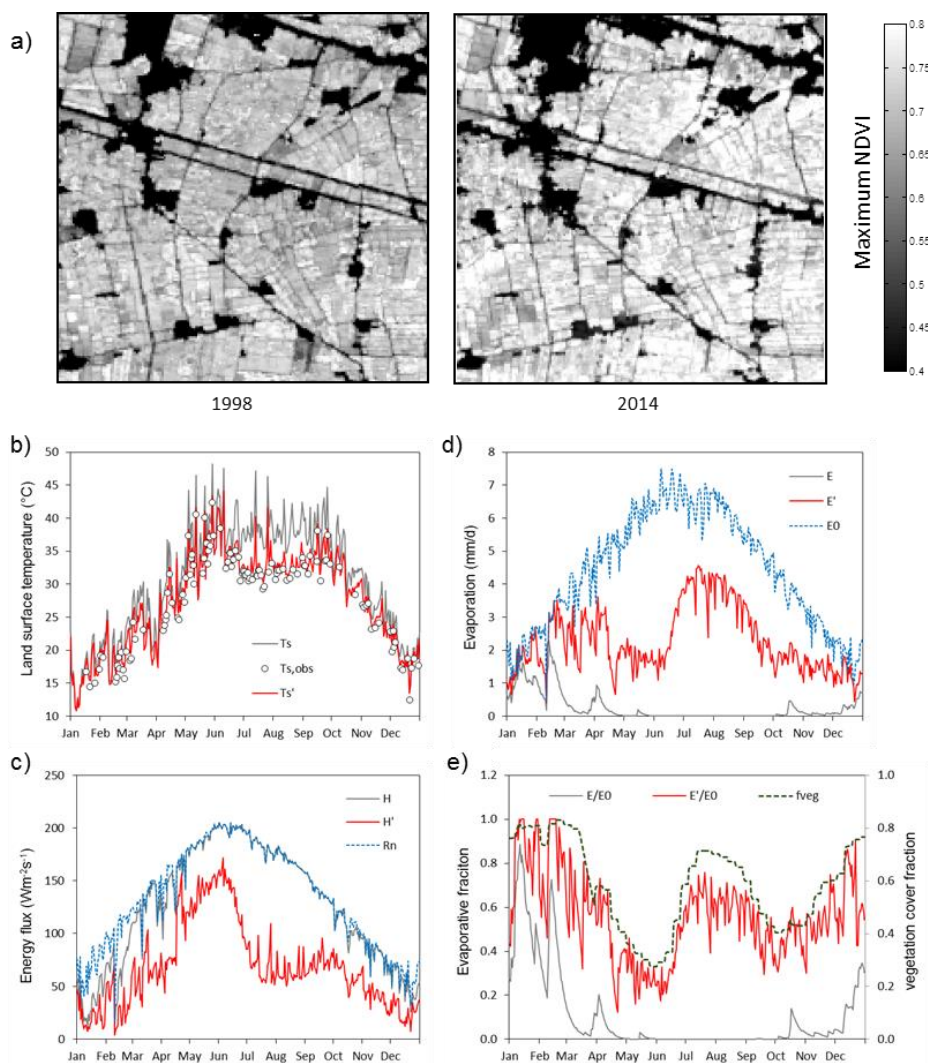 a)
0.8
0.75
0.7
0.65
0.6
0.55
0.5
0.45
0.4
Maximum NDVI
1998
2014
b)
50
45
40
35
30
25
20
15
10
Land surface temperature (°C)
Ts
Ts,obs
Ts'
Jan Feb Mar Apr May Jun Jul Aug Sep Oct Nov Dec
d)
8
7
6
5
4
3
2
1
0
Evaporation (mm/d)
E
E'
E0
Jan Feb Mar Apr May Jun Jul Aug Sep Oct Nov Dec
c)
250
200
150
100
50
0
Energy flux (Wm-2s-1)
H
H'
Rn
Jan Feb Mar Apr May Jun Jul Aug Sep Oct Nov Dec
e)
1.2
1.0
0.8
0.6
0.4
0.2
0.0
Evaporative fraciton
E/E0
E'/E0
fveg
1.0
0.8
0.6
0.4
0.2
0.0
vegetation cover fraction
Jan Feb Mar Apr May Jun Jul Aug Sep Oct Nov Dec